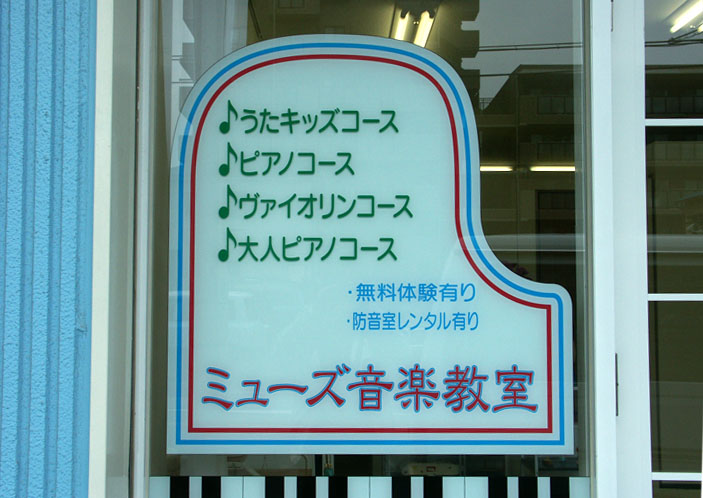 ♪うたキッズコース
♪ピアノコース
♪ヴァイオリンコース
♪大人ピアノコース
・無料体験有り
・防音室レンタル有り
ミューズ音楽教室